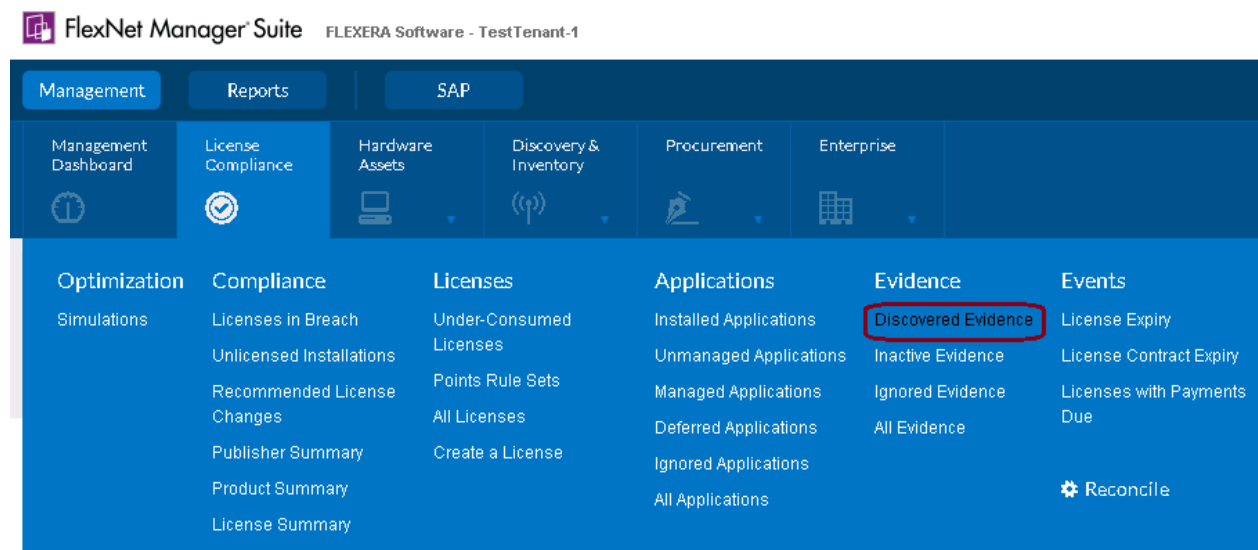 FlexNet Manager Suite FLEXERA Software - TestTenant-1
Management Reports SAP
Management Dashboard
License Compliance
Hardware Assets
Discovery & Inventory
Procurement
Enterprise
Optimization
Simulations
Compliance
Licenses in Breach
Unlicensed Installations
Recommended License
Changes
Publisher Summary
Product Summary
License Summary
Licenses
Under-Consumed
Licenses
Points Rule Sets
All Licenses
Create a License
Applications
Installed Applications
Unmanaged Applications
Managed Applications
Deferred Applications
Ignored Applications
All Applications
Evidence
Discovered Evidence
Inactive Evidence
Ignored Evidence
All Evidence
Events
License Expiry
License Contract Expiry
Licenses with Payments
Due
Reconcile